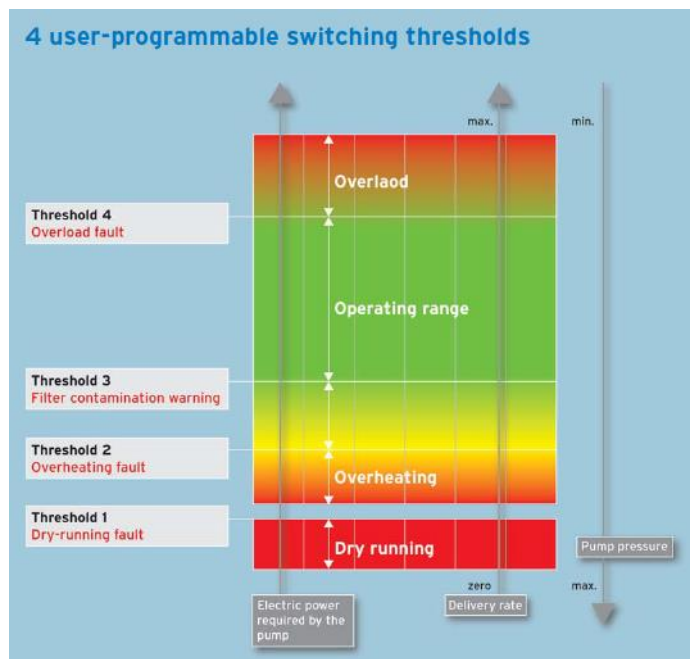 4 user-programmable switching thresholds
max.
min.
Overlaod
Threshold 4
Overload fault
Operating range
Threshold 3
Filter contamination warning
Threshold 2
Overheating fault
Overheating
Threshold 1
Dry-running fault
Dry running
Pump pressure
zero
max.
Electric power
required by the
pump
Delivery rate